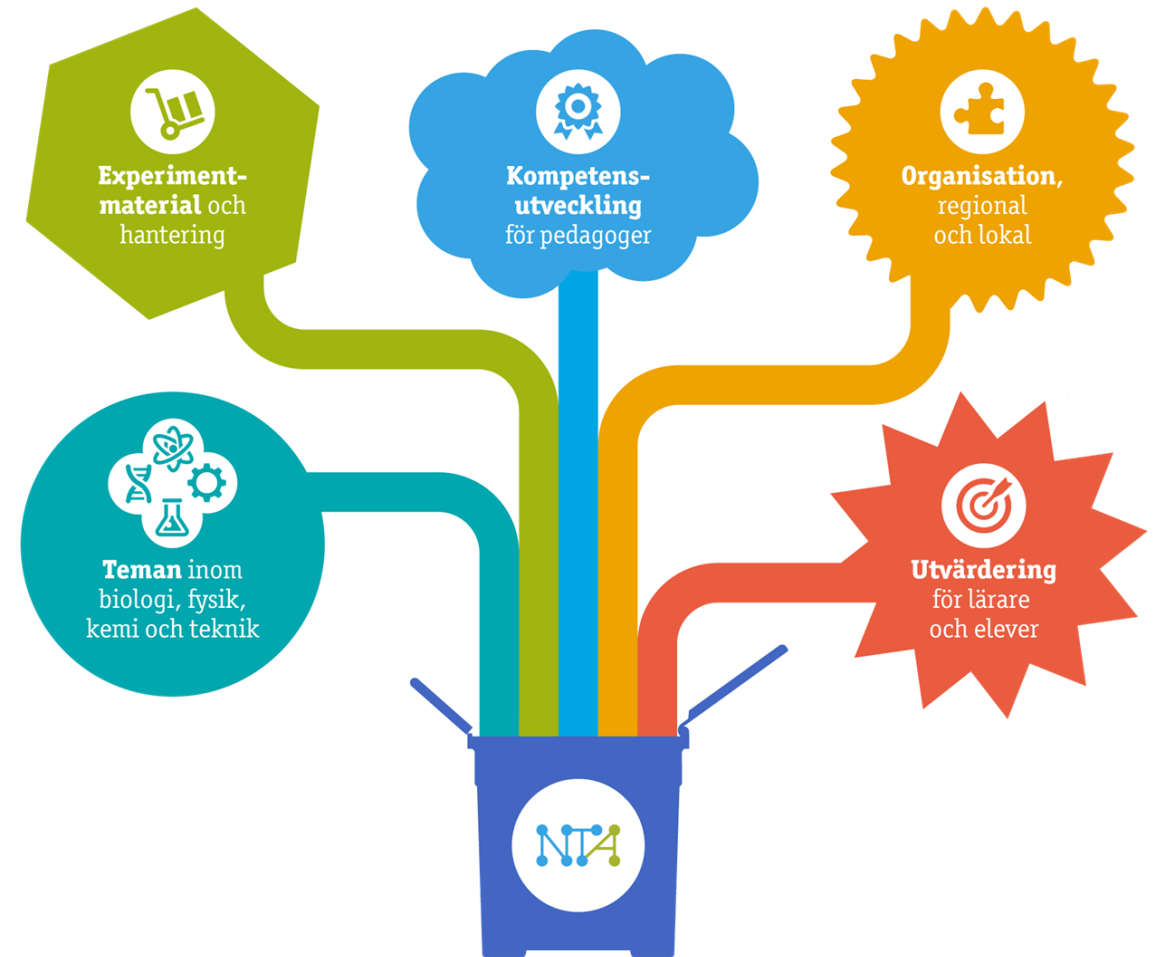 Experiment-
material och
hantering
Kompetens-
utveckling
för pedagoger
Organisation,
regional
och lokal
Teman inom
biologi, fysik,
kemi och teknik
Utvärdering
för lärare
och elever
NTA